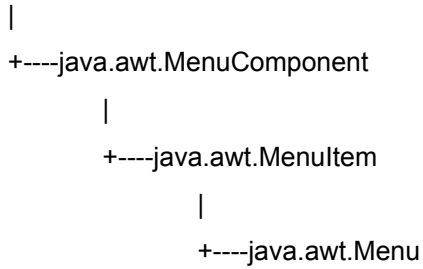 |
+----java.awt.MenuComponent
|
+----java.awt.MenuItem
|
+----java.awt.Menu